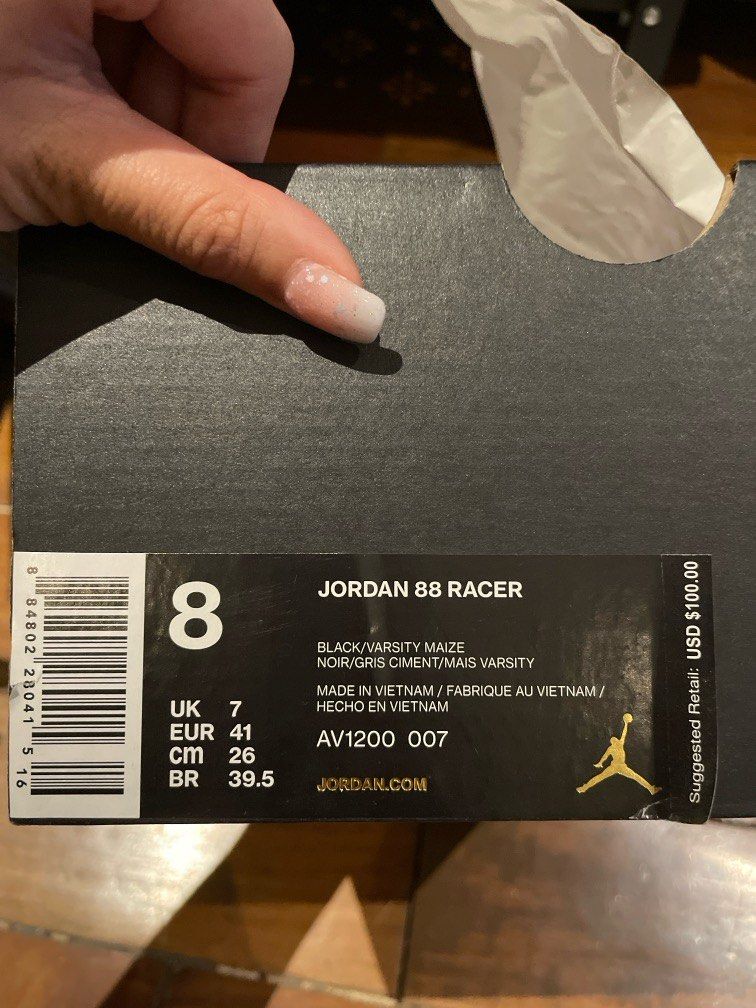 8 84802 28041 5 16
8
JORDAN 88 RACER
BLACK/VARSITY MAIZE
NOIR/GRIS CIMENT/MAIS VARSITY
MADE IN VIETNAM / FABRIQUE AU VIETNAM /
HECHO EN VIETNAM
UK 7
EUR 41
cm 26
BR 39.5
AV1200 007
JORDAN.COM
Suggested Retail: USD $100.00